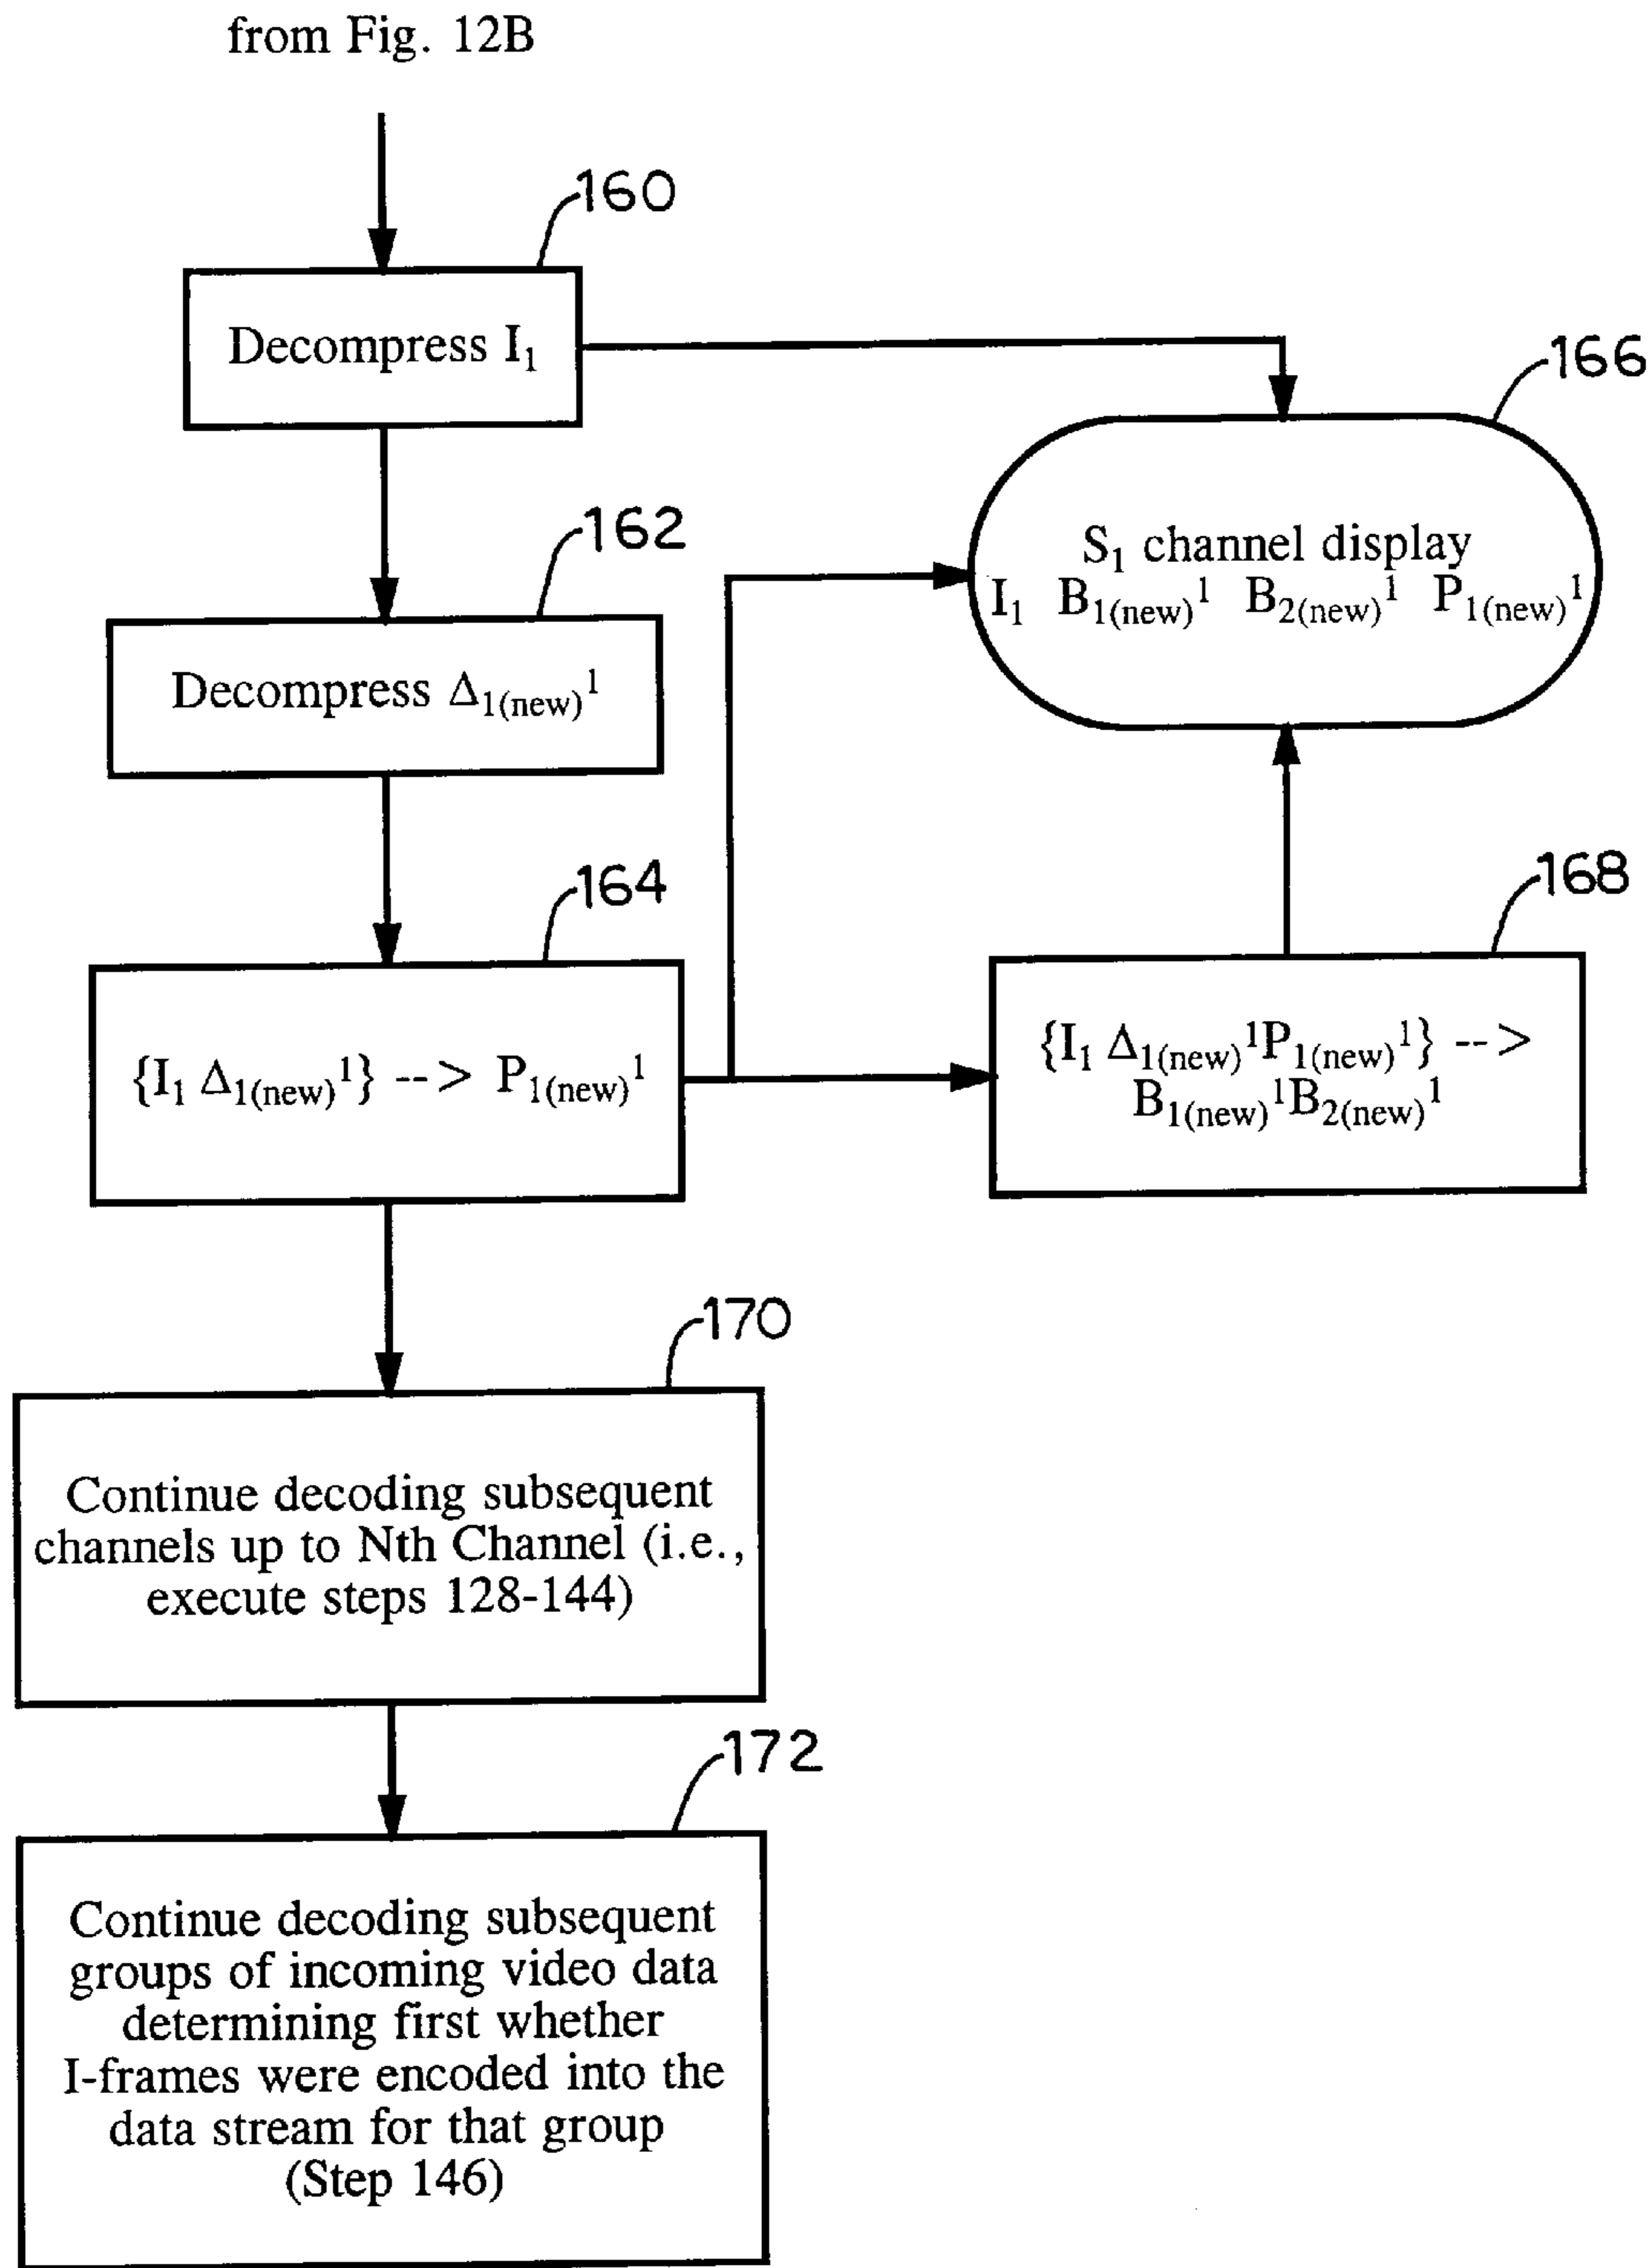 from Fig. 12B
160
Decompress I₁
166
S₁ channel display
I₁ B₁₍new₎¹ B₂₍new₎¹ P₁₍new₎¹
162
Decompress Δ₁₍new₎¹
164
{I₁ Δ₁₍new₎¹} --> P₁₍new₎¹
168
{I₁ Δ₁₍new₎¹P₁₍new₎¹} -->
B₁₍new₎¹B₂₍new₎¹
170
Continue decoding subsequent
channels up to Nth Channel (i.e.,
execute steps 128-144)
172
Continue decoding subsequent
groups of incoming video data
determining first whether
I-frames were encoded into the
data stream for that group
(Step 146)